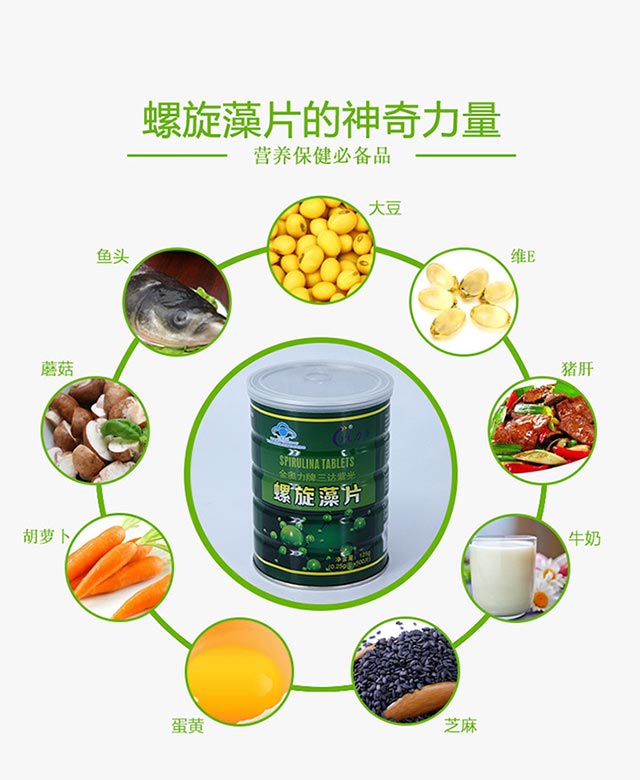 螺旋藻片的神奇力量
营养保健必备品
大豆
鱼头
维E
蘑菇
猪肝
SPIRULINA TABLETS
金奥力牌三达紫光
螺旋藻片
净含量: 125g
(0.25g/片×500片)
胡萝卜
牛奶
蛋黄
芝麻